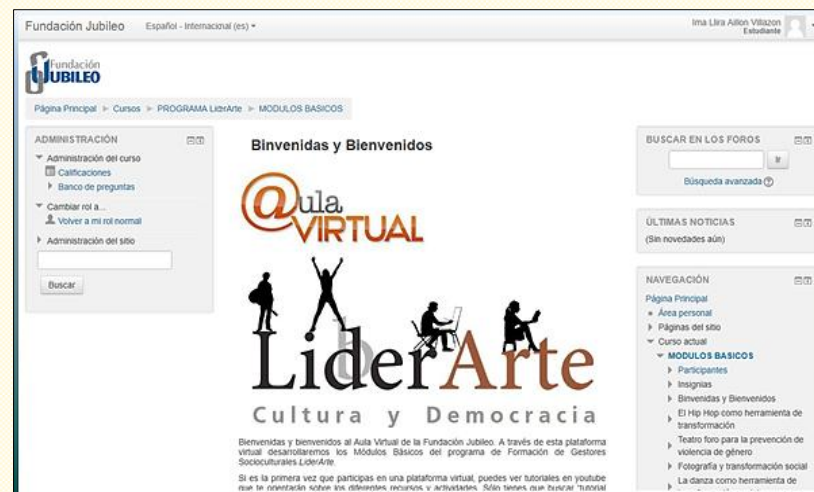 Fundación Jubileo
Español - Internacional (es)
Ima Llira Aillon Villazon
Estudiante
Fundación
JUBILEO
Página Principal
Cursos
PROGRAMA LiderArte
MODULOS BASICOS
ADMINISTRACIÓN
Administración del curso
Calificaciones
Banco de preguntas
Cambiar rol a...
Volver a mi rol normal
Administración del sitio
Buscar
Binvenidas y Bienvenidos
@ula
VIRTUAL
LiderArte
Cultura y Democracia
Bienvenidas y bienvenidos al Aula Virtual de la Fundación Jubileo. A través de esta plataforma
virtual desarrollaremos los Módulos Básicos del programa de Formación de Gestores
Socioculturales LiderArte.
Si es la primera vez que participas en una plataforma virtual, puedes ver tutoriales en youtube
que te orientarán sobre los diferentes recursos y actividades. Sólo tienes que buscar "tutorial
BUSCAR EN LOS FOROS
Ir
Búsqueda avanzada
ÚLTIMAS NOTICIAS
(Sin novedades aún)
NAVEGACIÓN
Página Principal
Área personal
Páginas del sitio
Curso actual
MODULOS BASICOS
Participantes
Insignias
Binvenidas y Bienvenidos
El Hip Hop como herramienta de
transformación
Teatro foro para la prevención de
violencia de género
Fotografía y transformación social
La danza como herramienta de